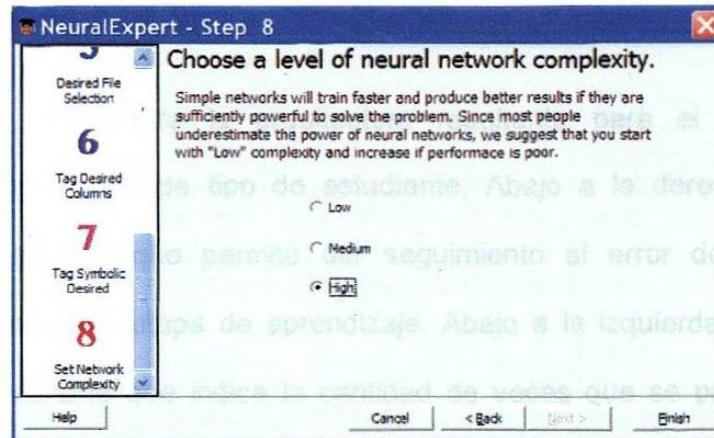 NeuralExpert - Step 8
5
Desired File
Selection
6
Tag Desired
Columns
7
Tag Symbolic
Desired
8
Set Network
Complexity
Choose a level of neural network complexity.
Simple networks will train faster and produce better results if they are
sufficiently powerful to solve the problem. Since most people
underestimate the power of neural networks, we suggest that you start
with "Low" complexity and increase if performace is poor.
Low
Medium
High
para el
de tipo de estudiante. Abajo a la
permite dar seguimiento al error
de aprendizaje. Abajo a la izquierda
indica la cantidad de veces que se
Help
Cancel
< Back
Next >
Finish